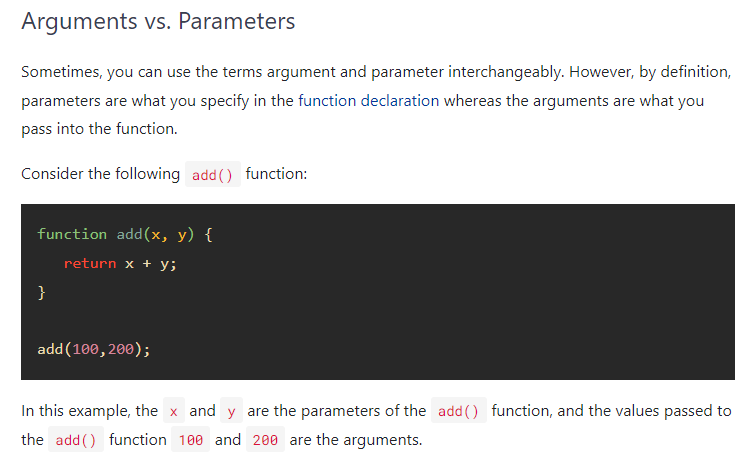 Arguments vs. Parameters
Sometimes, you can use the terms argument and parameter interchangeably. However, by definition,
parameters are what you specify in the function declaration whereas the arguments are what you
pass into the function.
Consider the following add() function:
function add(x, y) {
   return x + y;
}
add(100,200);
In this example, the x and y are the parameters of the add() function, and the values passed to
the add() function 100 and 200 are the arguments.